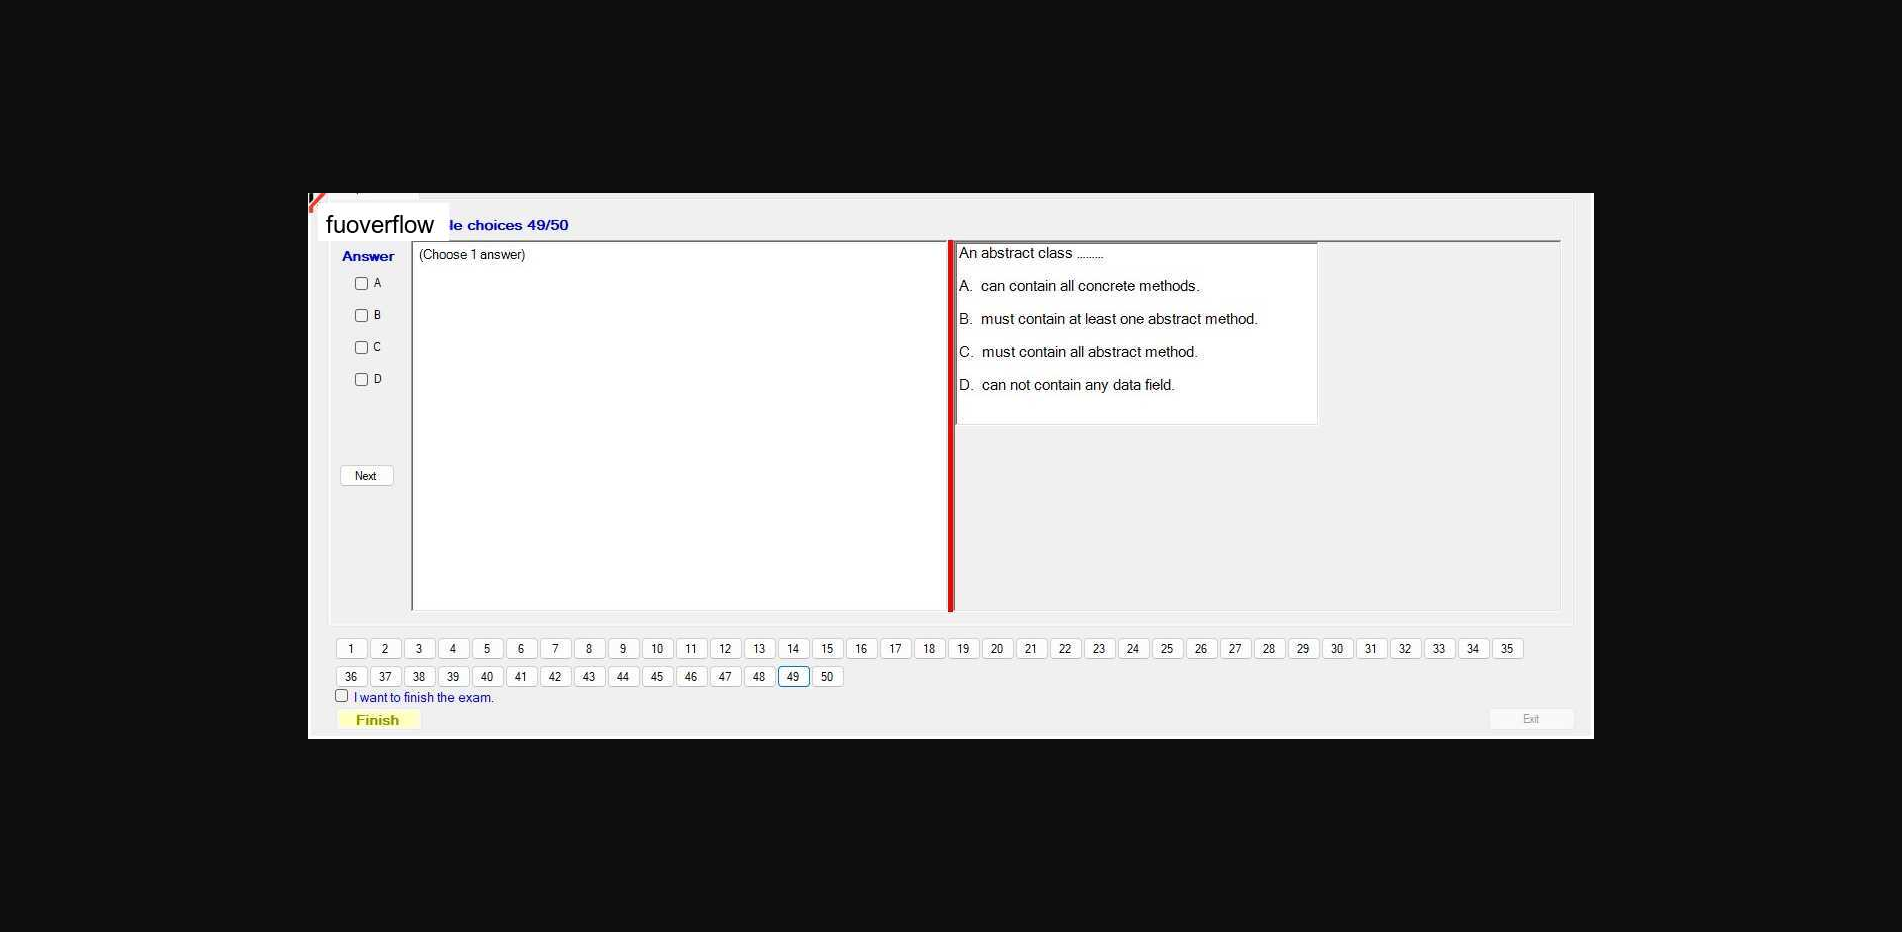 fuoverflow le choices 49/50
Answer
(Choose 1 answer)
A
B
C
D
Next
An abstract class .........
A. can contain all concrete methods.
B. must contain at least one abstract method.
C. must contain all abstract method.
D. can not contain any data field.
1 2 3 4 5 6 7 8 9 10 11 12 13 14 15 16 17 18 19 20 21 22 23 24 25 26 27 28 29 30 31 32 33 34 35
36 37 38 39 40 41 42 43 44 45 46 47 48 49 50
I want to finish the exam.
Finish
Exit